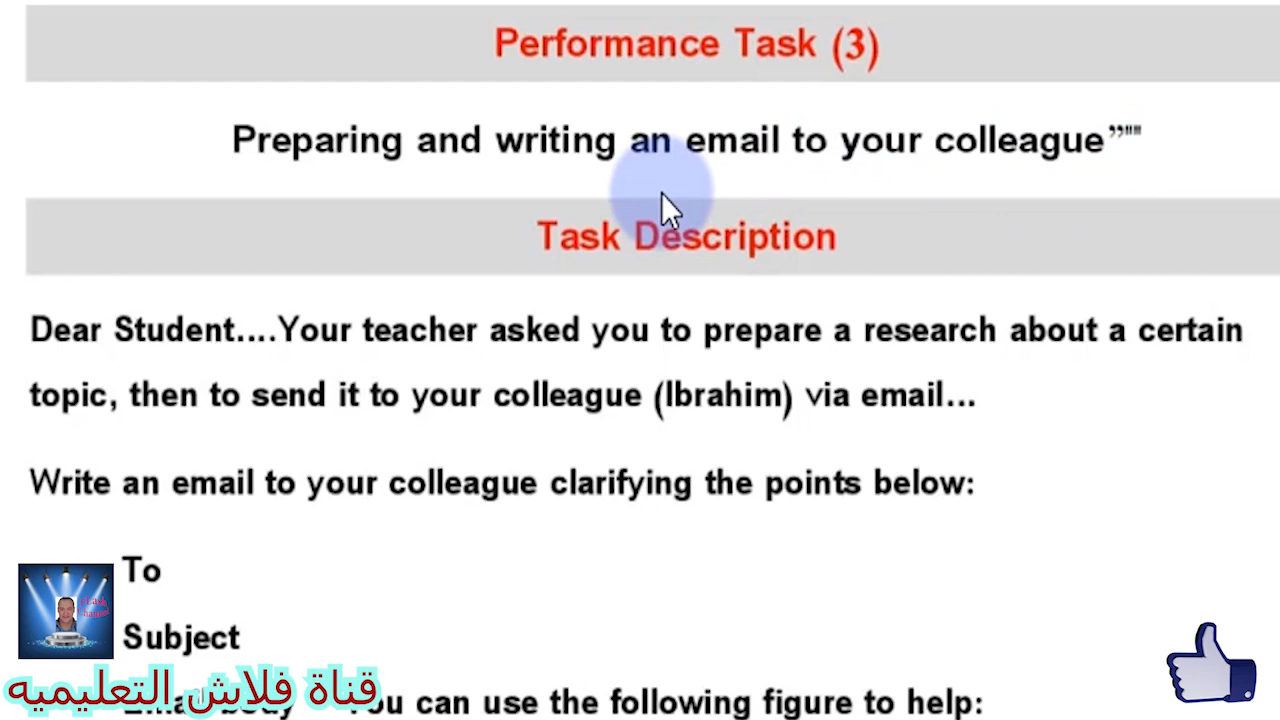 Performance Task (3)
Preparing and writing an email to your colleague”""
Task Description
Dear Student....Your teacher asked you to prepare a research about a certain
topic, then to send it to your colleague (Ibrahim) via email...
Write an email to your colleague clarifying the points below:
To
Subject
can use the following figure to help:
قناة فلاش التعليميه